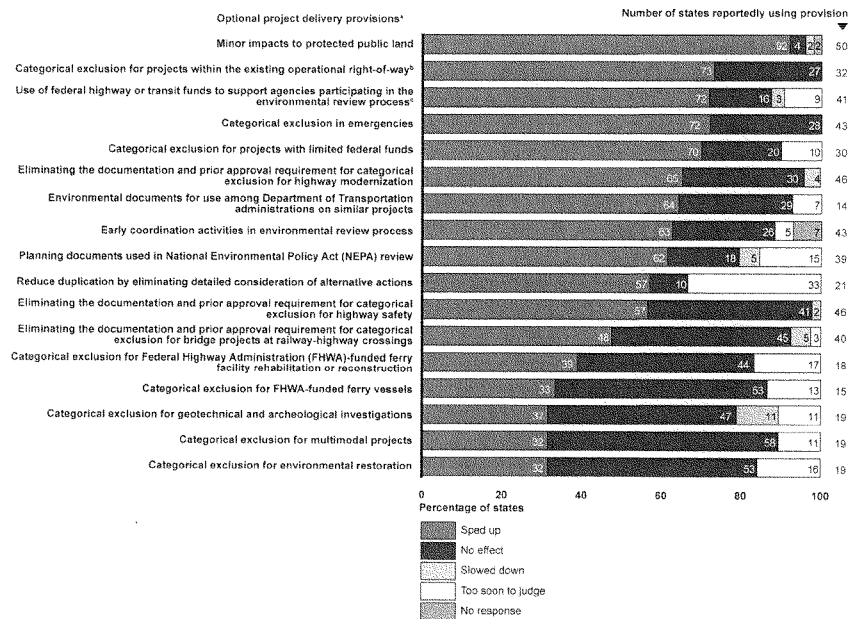 Optional project delivery provisionsᵃ
Number of states reportedly using provision
Minor impacts to protected public land 92 4 2 2 50
Categorical exclusion for projects within the existing operational right-of-wayᵇ 73 27 32
Use of federal highway or transit funds to support agencies participating in the
environmental review processᶜ 72 16 3 9 41
Categorical exclusion in emergencies 72 28 43
Categorical exclusion for projects with limited federal funds 70 20 10 30
Eliminating the documentation and prior approval requirement for categorical
exclusion for highway modernization 65 30 4 46
Environmental documents for use among Department of Transportation
administrations on similar projects 64 29 7 14
Early coordination activities in environmental review process 63 26 5 7 43
Planning documents used in National Environmental Policy Act (NEPA) review 62 18 5 15 39
Reduce duplication by eliminating detailed consideration of alternative actions 57 10 33 21
Eliminating the documentation and prior approval requirement for categorical
exclusion for highway safety 57 41 2 46
Eliminating the documentation and prior approval requirement for categorical
exclusion for bridge projects at railway-highway crossings 48 45 5 3 40
Categorical exclusion for Federal Highway Administration (FHWA)-funded ferry
facility rehabilitation or reconstruction 39 44 17 18
Categorical exclusion for FHWA-funded ferry vessels 33 53 13 15
Categorical exclusion for geotechnical and archeological investigations 32 47 11 11 19
Categorical exclusion for multimodal projects 32 58 11 19
Categorical exclusion for environmental restoration 32 53 16 19
0 20 40 60 80 100
Percentage of states
Sped up
No effect
Slowed down
Too soon to judge
No response